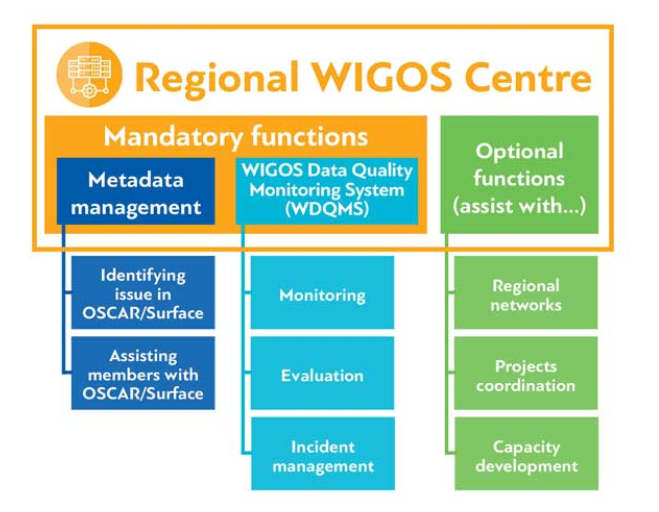 Regional WIGOS Centre
Mandatory functions
Metadata
management
WIGOS Data Quality
Monitoring System
(WDQMS)
Optional
functions
(assist with...)
Identifying
issue in
OSCAR/Surface
Assisting
members with
OSCAR/Surface
Monitoring
Evaluation
Incident
management
Regional
networks
Projects
coordination
Capacity
development